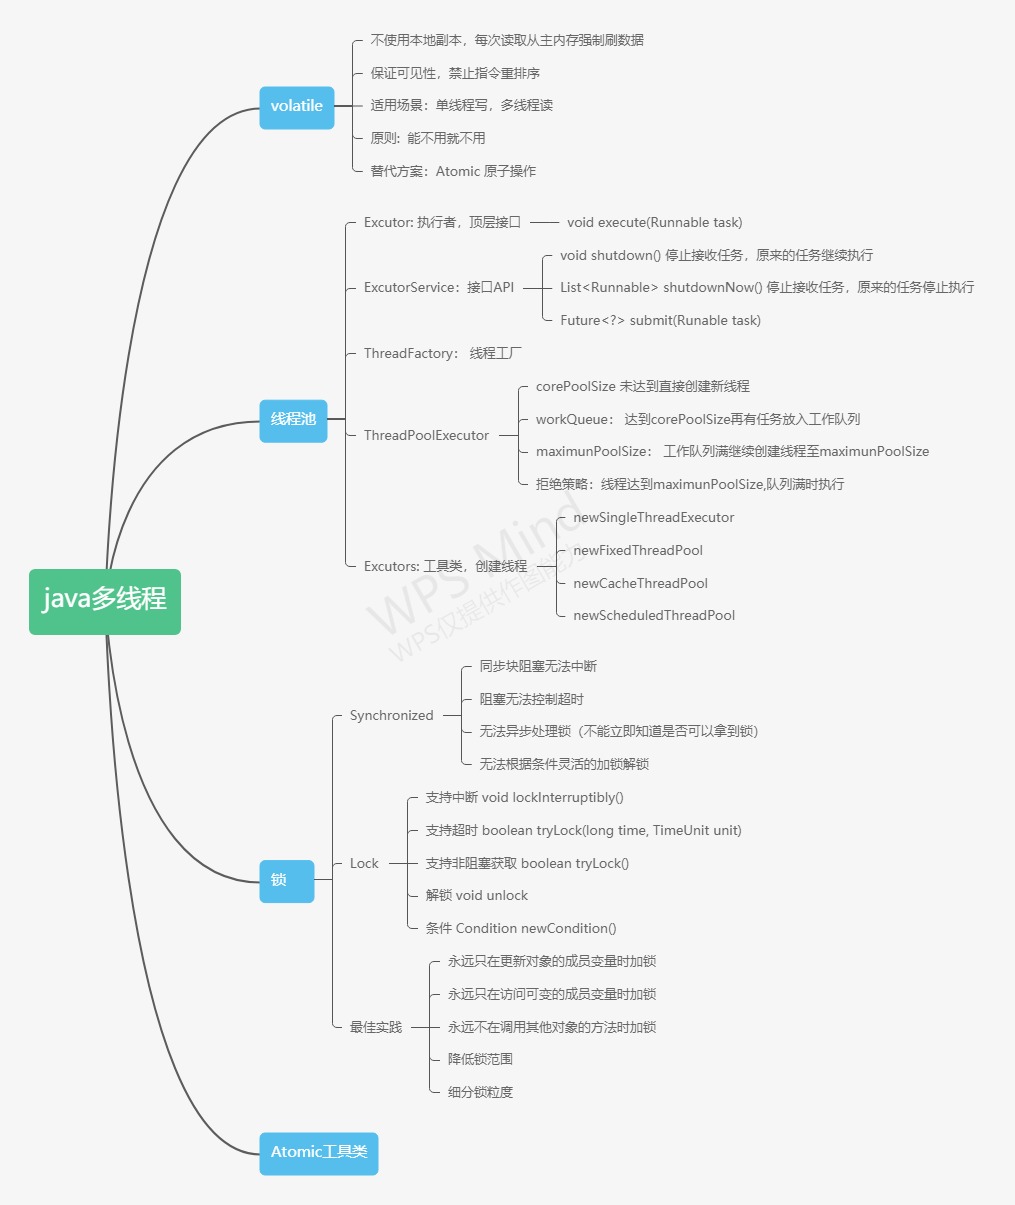 不使用本地副本，每次读取从主内存强制刷数据
保证可见性，禁止指令重排序
volatile
适用场景：单线程写，多线程读
原则: 能不用就不用
替代方案：Atomic 原子操作
Excutor: 执行者，顶层接口
void execute(Runnable task)
void shutdown() 停止接收任务，原来的任务继续执行
ExcutorService：接口API
List<Runnable> shutdownNow() 停止接收任务，原来的任务停止执行
Future<?> submit(Runable task)
ThreadFactory： 线程工厂
线程池
corePoolSize 未达到直接创建新线程
workQueue： 达到corePoolSize再有任务放入工作队列
ThreadPoolExecutor
maximunPoolSize： 工作队列满继续创建线程至maximunPoolSize
拒绝策略：线程达到maximunPoolSize,队列满时执行
newSingleThreadExecutor
newFixedThreadPool
Excutors: 工具类，创建线程
newCacheThreadPool
newScheduledThreadPool
WPS Mind
WPS仅提供作图能力
java多线程
同步块阻塞无法中断
阻塞无法控制超时
Synchronized
无法异步处理锁（不能立即知道是否可以拿到锁）
无法根据条件灵活的加锁解锁
支持中断 void lockInterruptibly()
支持超时 boolean tryLock(long time, TimeUnit unit)
Lock
支持非阻塞获取 boolean tryLock()
锁
解锁 void unlock
条件 Condition newCondition()
永远只在更新对象的成员变量时加锁
永远只在访问可变的成员变量时加锁
最佳实践
永远不在调用其他对象的方法时加锁
降低锁范围
细分锁粒度
Atomic工具类